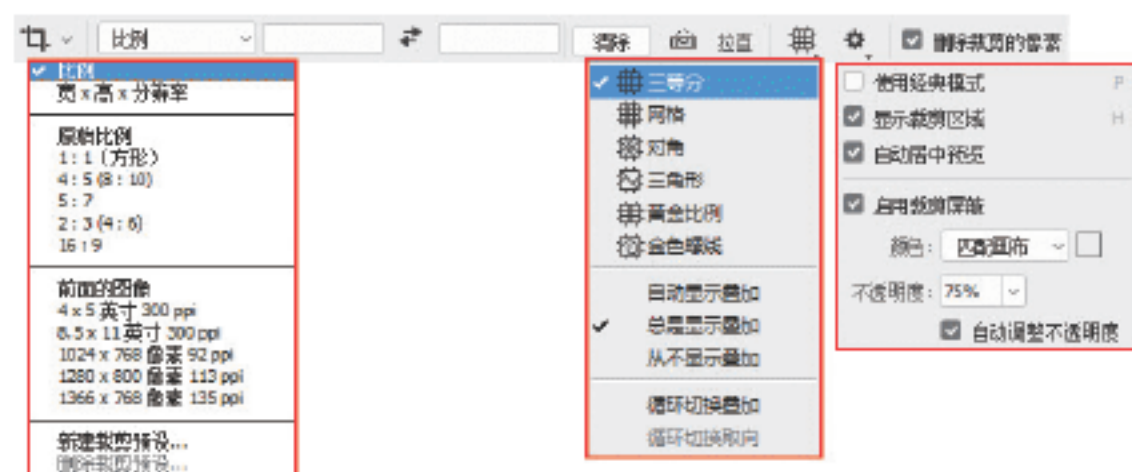 比例 清除 拉直 删除裁剪的像素
比例
宽 x 高 x 分辨率
原始比例
1 : 1 (方形)
4 : 5 (8 : 10)
5 : 7
2 : 3 (4 : 6)
16 : 9
前面的图像
4 x 5 英寸 300 ppi
8.5 x 11 英寸 300 ppi
1024 x 768 像素 92 ppi
1280 x 800 像素 113 ppi
1366 x 768 像素 135 ppi
新建裁剪预设...
删除裁剪预设...
三等分
网格
对角
三角形
黄金比例
金色螺线
自动显示叠加
总是显示叠加
从不显示叠加
循环切换叠加
循环切换取向
使用经典模式 P
显示裁剪区域 H
自动居中预览
启用裁剪屏蔽
颜色: 匹配画布
不透明度: 75%
自动调整不透明度